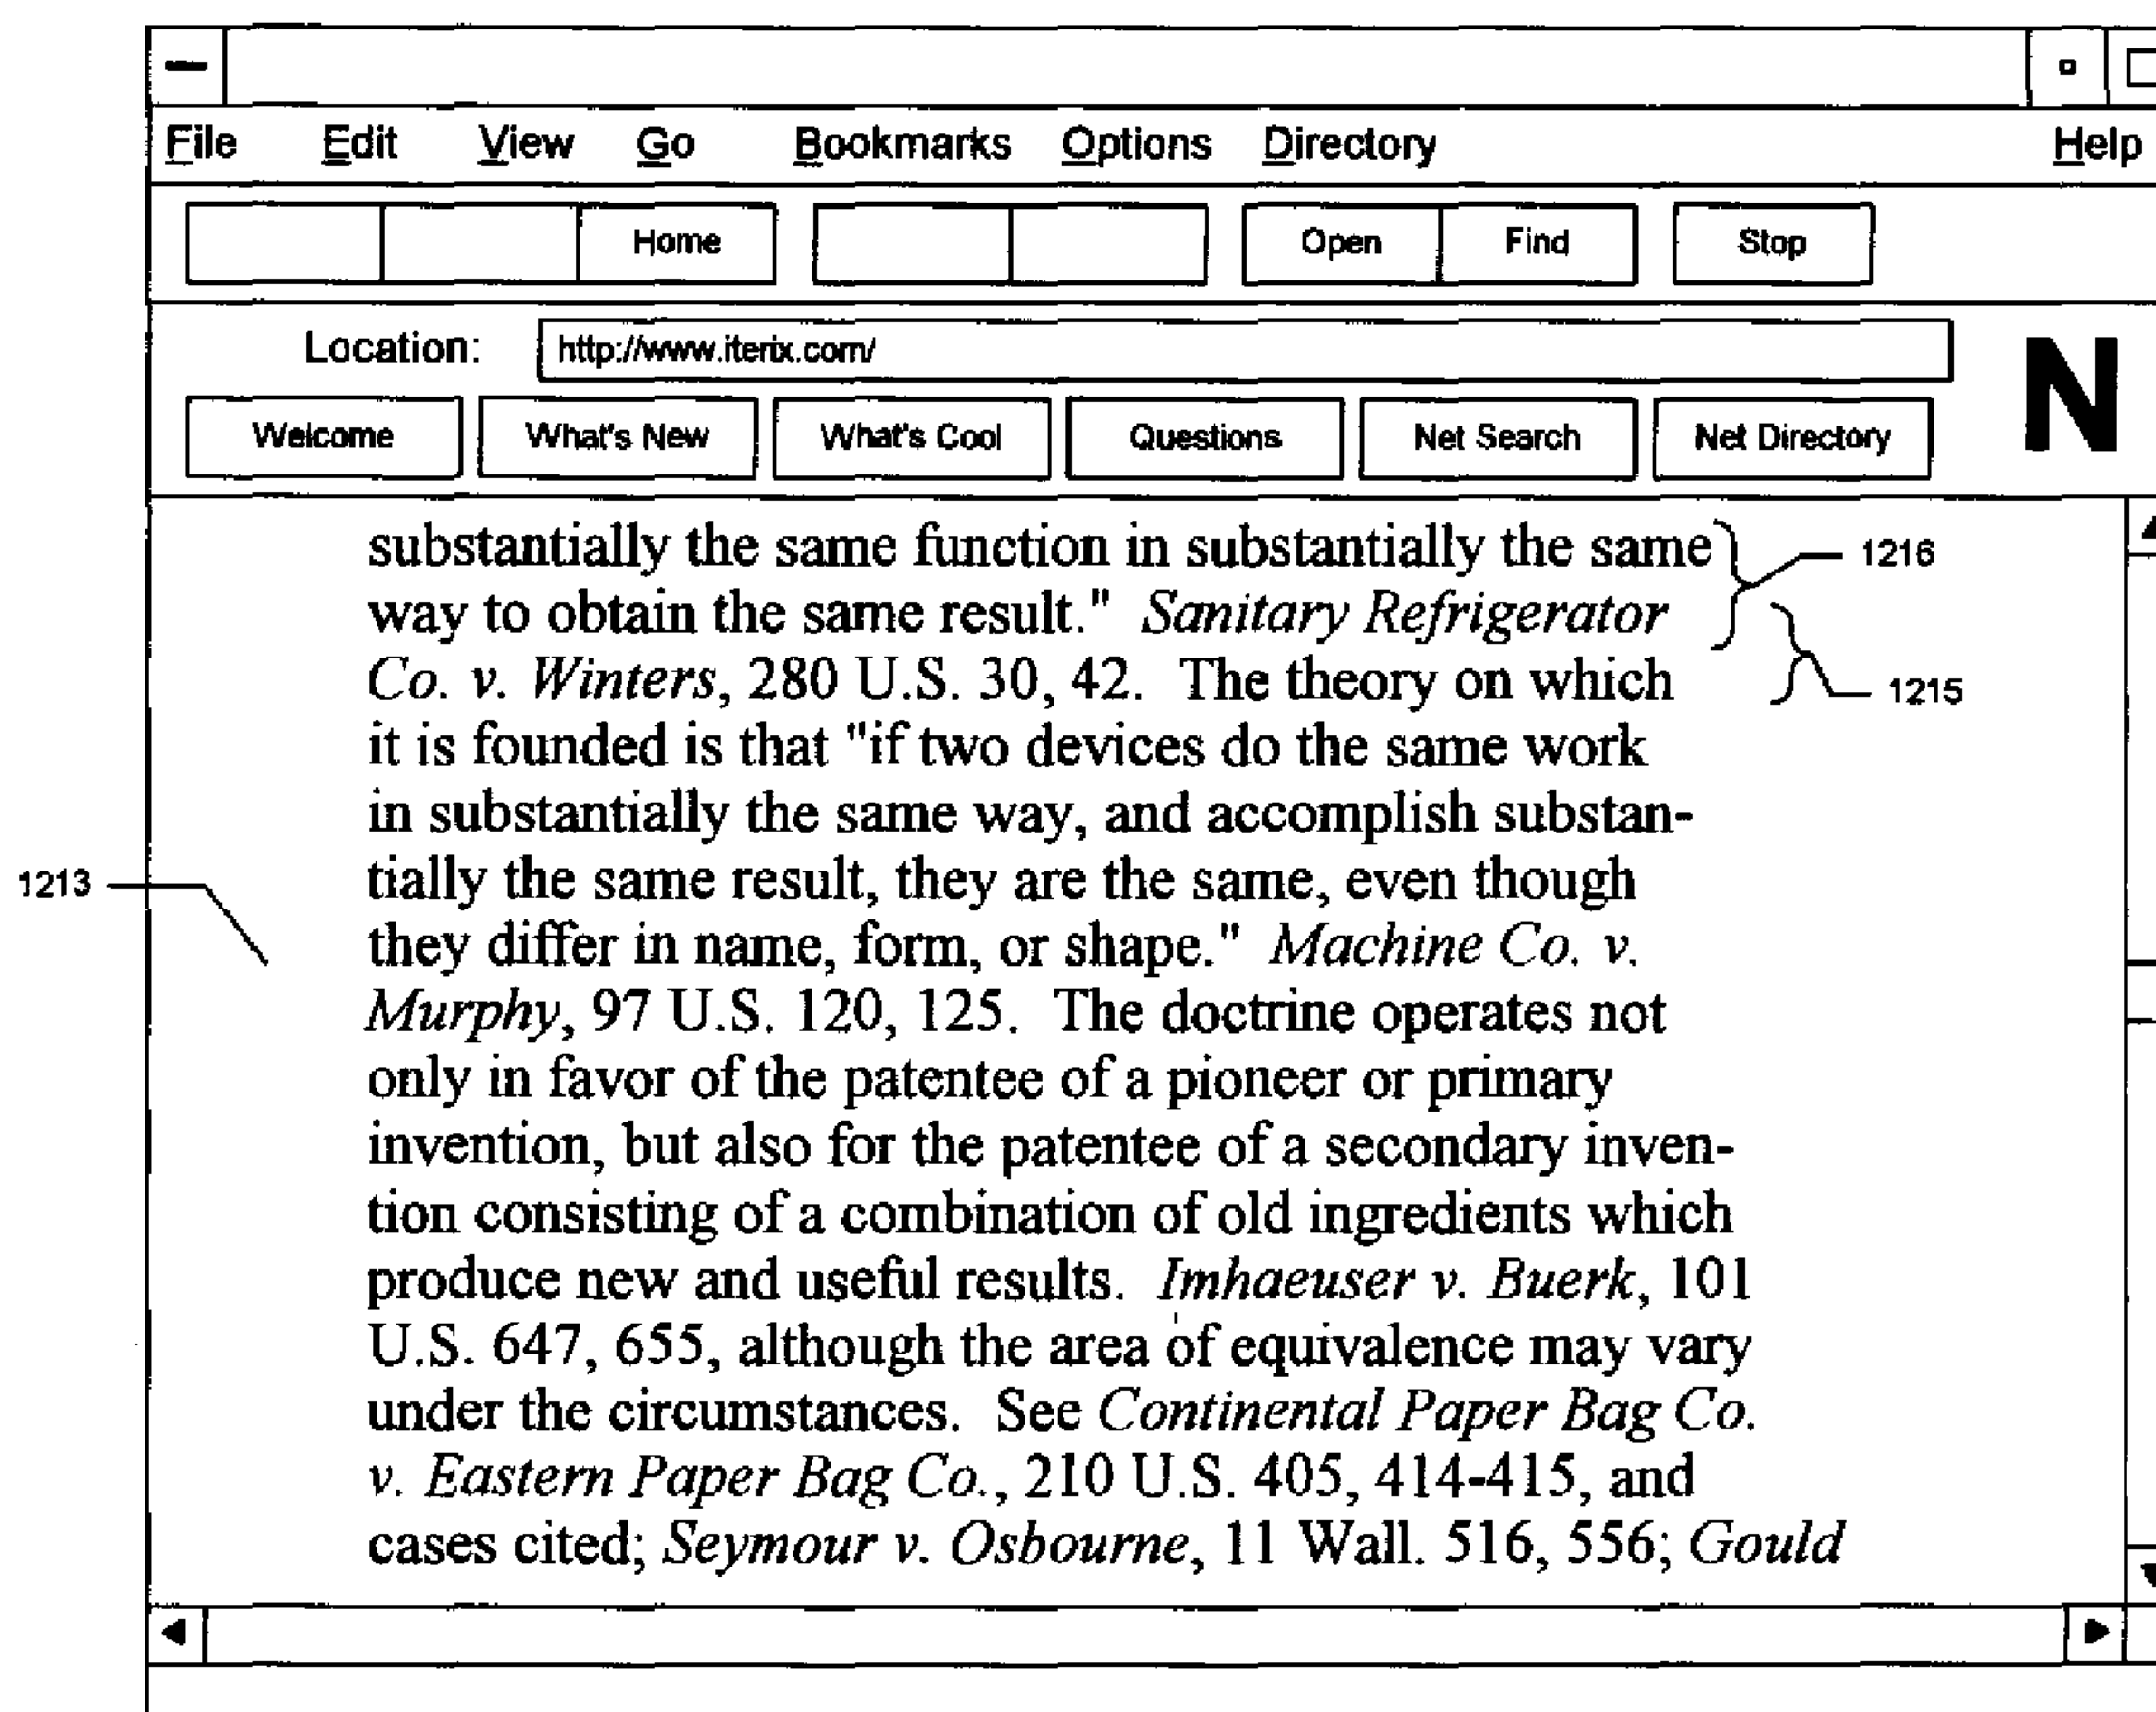 File Edit View Go Bookmarks Options Directory Help
Home Open Find Stop
Location: http://www.iterix.com/
N
Welcome What's New What's Cool Questions Net Search Net Directory
substantially the same function in substantially the same 1216
way to obtain the same result." Sanitary Refrigerator
Co. v. Winters, 280 U.S. 30, 42. The theory on which 1215
it is founded is that "if two devices do the same work
in substantially the same way, and accomplish substan-
1213 tially the same result, they are the same, even though
they differ in name, form, or shape." Machine Co. v.
Murphy, 97 U.S. 120, 125. The doctrine operates not
only in favor of the patentee of a pioneer or primary
invention, but also for the patentee of a secondary inven-
tion consisting of a combination of old ingredients which
produce new and useful results. Imhaeuser v. Buerk, 101
U.S. 647, 655, although the area of equivalence may vary
under the circumstances. See Continental Paper Bag Co.
v. Eastern Paper Bag Co., 210 U.S. 405, 414-415, and
cases cited; Seymour v. Osbourne, 11 Wall. 516, 556; Gould